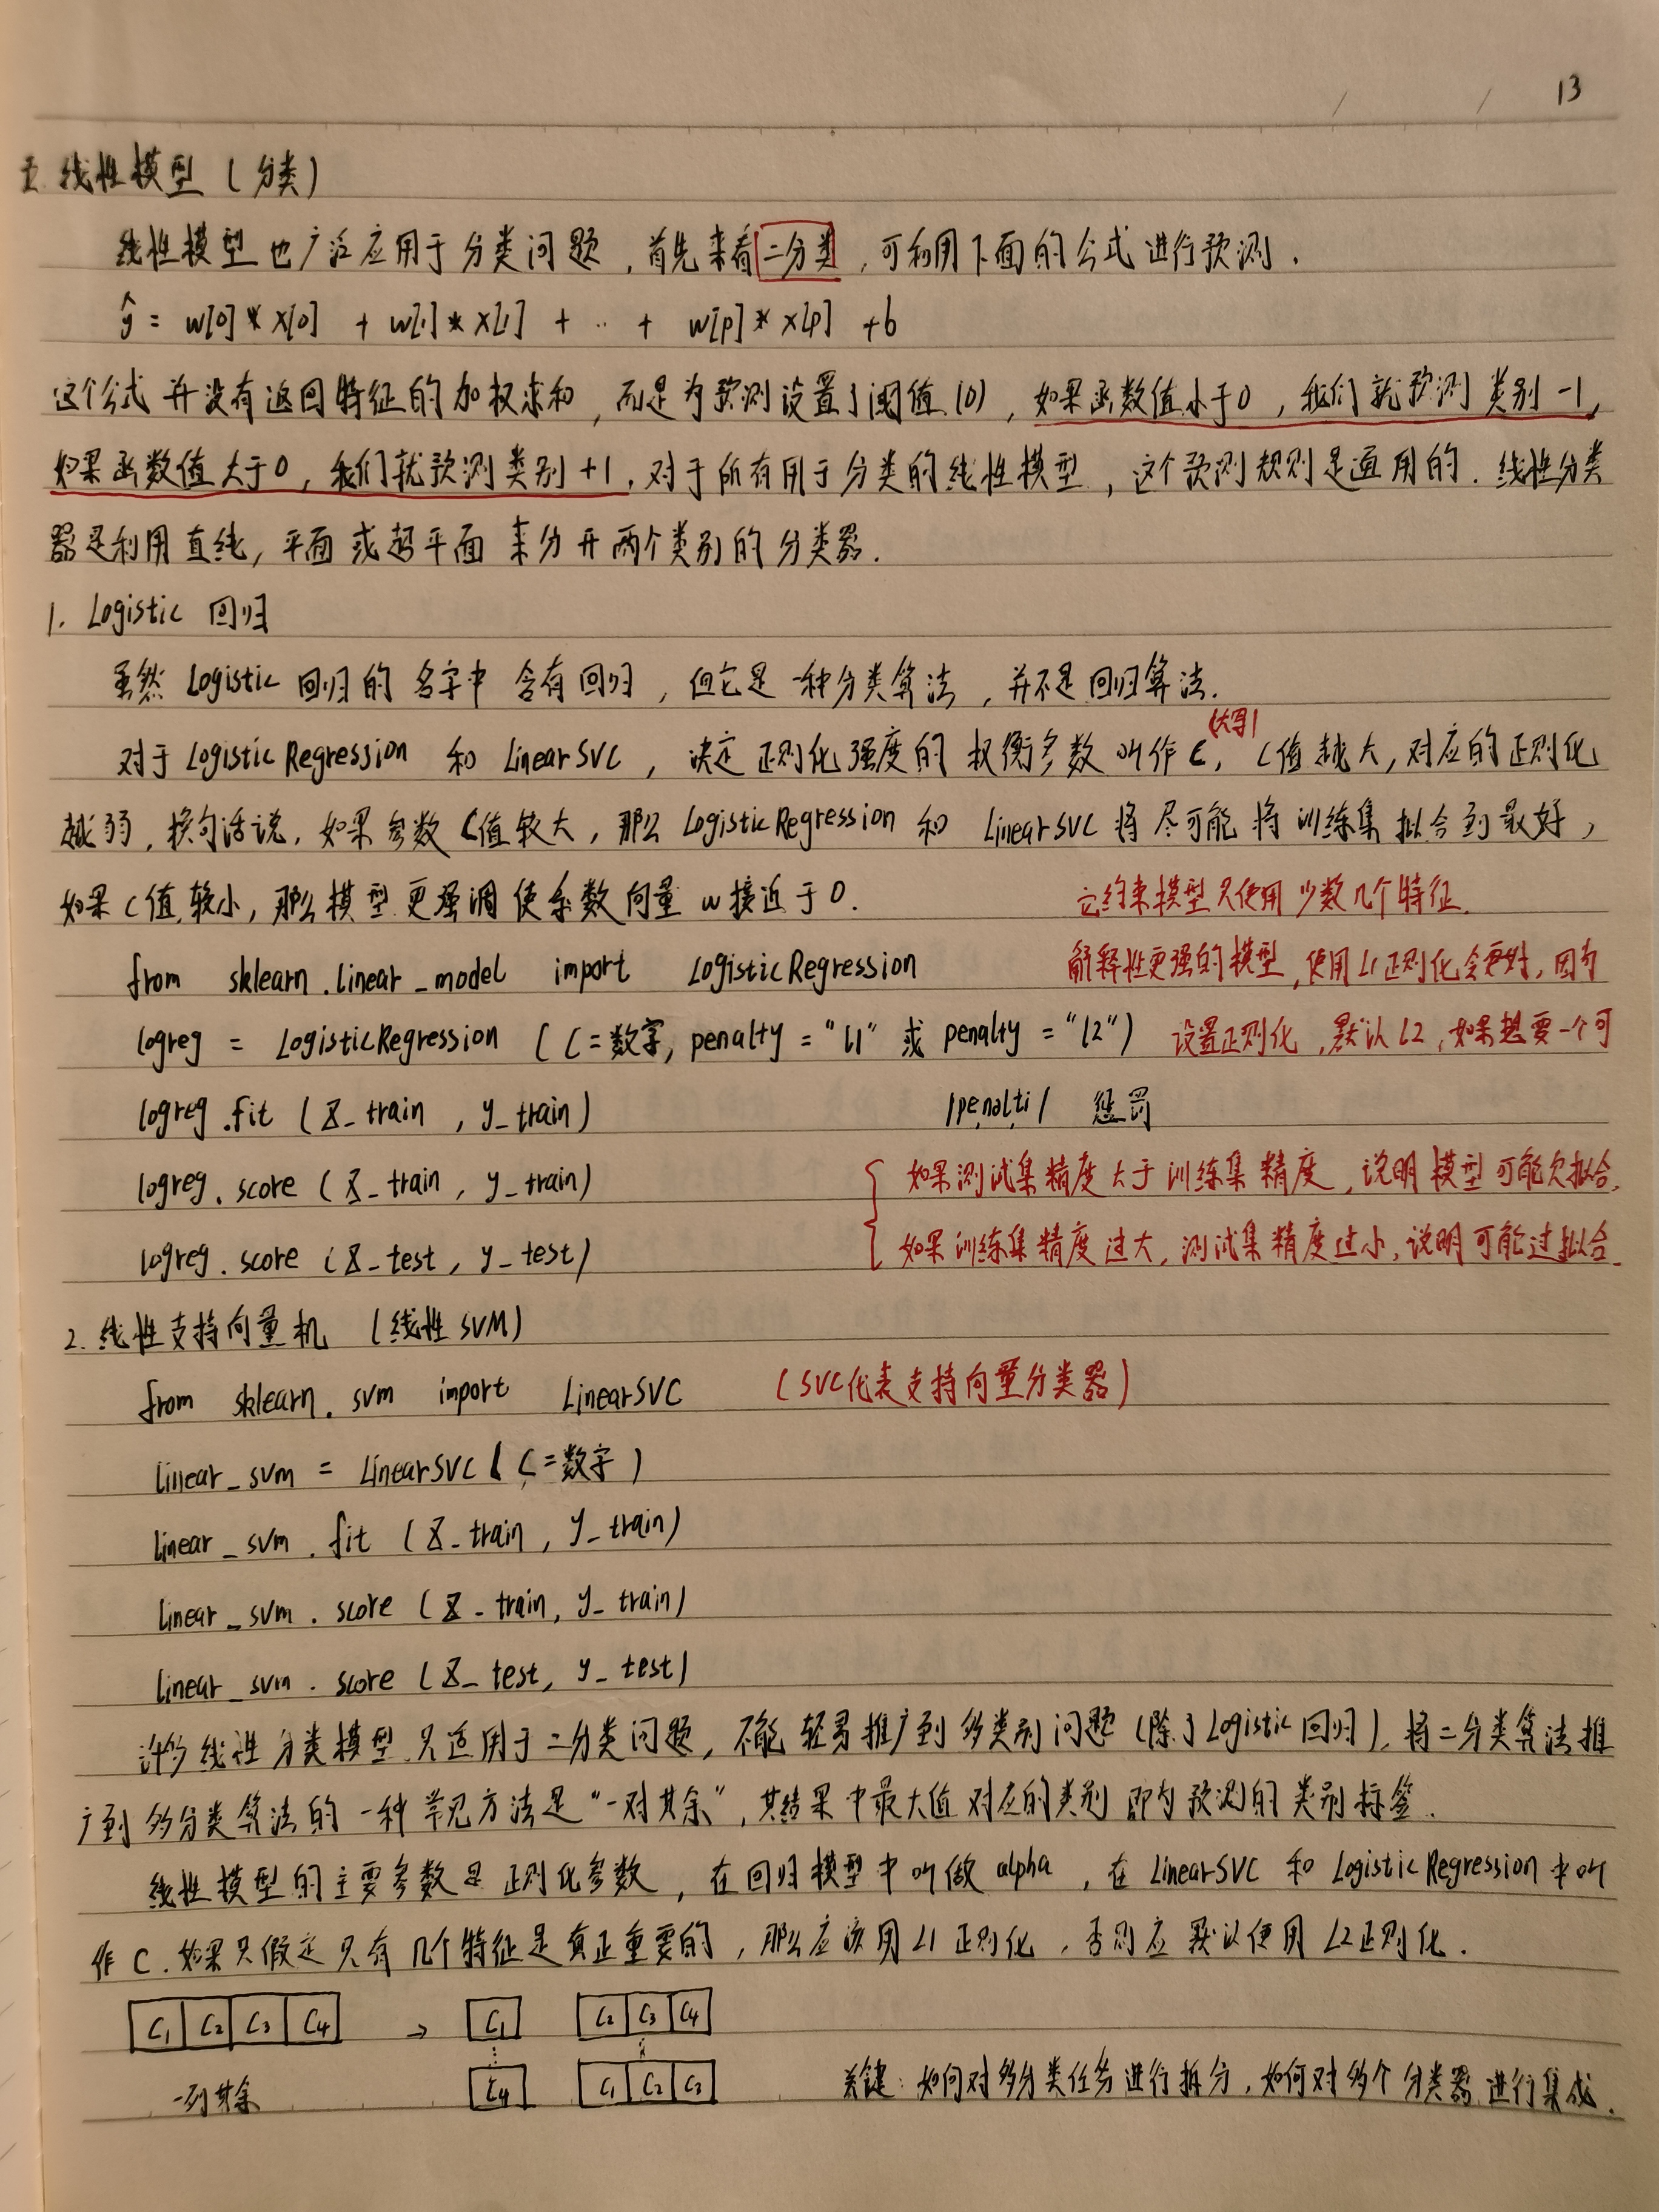 13
五. 线性模型（分类）
线性模型也广泛应用于分类问题，首先来看二分类，可利用下面的公式进行预测.
ŷ = w[0]*x[0] + w[1]*x[1] + ... + w[p]*x[p] +b
这个公式并没有返回特征的加权求和，而是为预测设置了阈值(0)，如果函数值小于0，我们就预测类别-1，
如果函数值大于0，我们就预测类别+1. 对于所有用于分类的线性模型，这个预测规则是通用的. 线性分类
器是利用直线，平面或超平面来分开两个类别的分类器.
1. Logistic 回归
虽然 Logistic 回归的名字中含有回归，但它是一种分类算法，并不是回归算法.
(大写)
对于 Logistic Regression 和 LinearSVC，决定正则化强度的权衡参数叫作C，C值越大，对应的正则化
越弱，换句话说，如果参数C值较大，那么 Logistic Regression 和 LinearSVC 将尽可能将训练集拟合到最好，
如果C值较小，那么模型更强调使系数向量w接近于0. 它约束模型只使用少数几个特征.
from sklearn.linear_model import LogisticRegression 解释性更强的模型，使用L1正则化会更好，因为
logreg = LogisticRegression (C=数字, penalty="l1" 或 penalty="l2") 设置正则化，默认L2，如果想要一个可
logreg.fit (X_train , y_train) /penalti/ 惩罚
logreg.score (X_train , y_train) 如果测试集精度大于训练集精度，说明模型可能欠拟合.
logreg.score (X_test , y_test) 如果训练集精度过大，测试集精度过小，说明可能过拟合.
2. 线性支持向量机 (线性SVM)
from sklearn.svm import LinearSVC (SVC代表支持向量分类器)
linear_svm = LinearSVC (C=数字)
linear_svm.fit (X_train , y_train)
linear_svm.score (X_train, y_train)
linear_svm.score (X_test, y_test)
许多线性分类模型只适用于二分类问题，不能轻易推广到多类别问题 (除了Logistic回归). 将二分类算法推
广到多分类算法的一种常见方法是“一对其余”，其结果中最大值对应的类别即为预测的类别标签.
线性模型的主要参数是正则化参数，在回归模型中叫做 alpha，在 LinearSVC 和 Logistic Regression 中叫
作C. 如果只假定只有几个特征是真正重要的，那么应该用L1正则化，否则应默认使用L2正则化.
C1 C2 C3 C4 → C1 C2 C3 C4
一对其余 C4 C1 C2 C3 关键：如何对多分类任务进行拆分，如何对多个分类器进行集成.